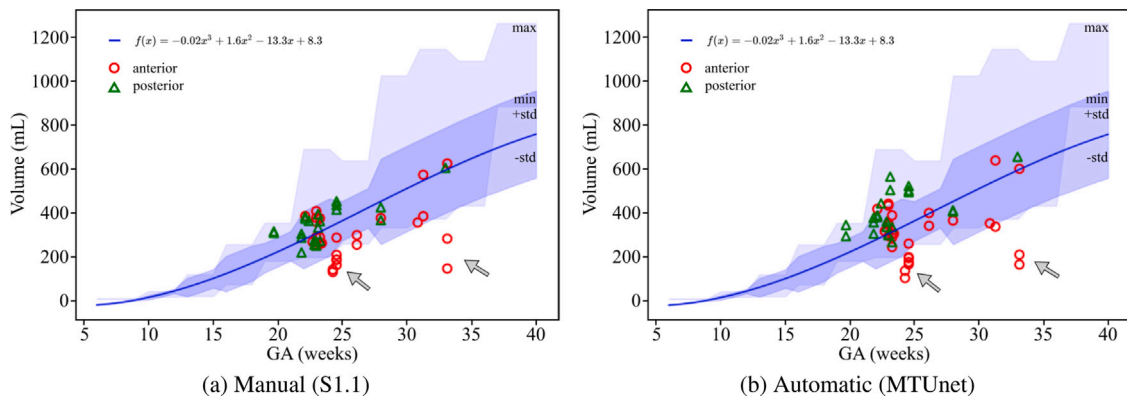 1200
1000
800
600
400
200
0
Volume (mL)
f(x) = −0.02x³ + 1.6x² − 13.3x + 8.3
anterior
posterior
max
min
+std
-std
5 10 15 20 25 30 35 40
GA (weeks)
(a) Manual (S1.1)
1200
1000
800
600
400
200
0
Volume (mL)
f(x) = −0.02x³ + 1.6x² − 13.3x + 8.3
anterior
posterior
max
min
+std
-std
5 10 15 20 25 30 35 40
GA (weeks)
(b) Automatic (MTUnet)